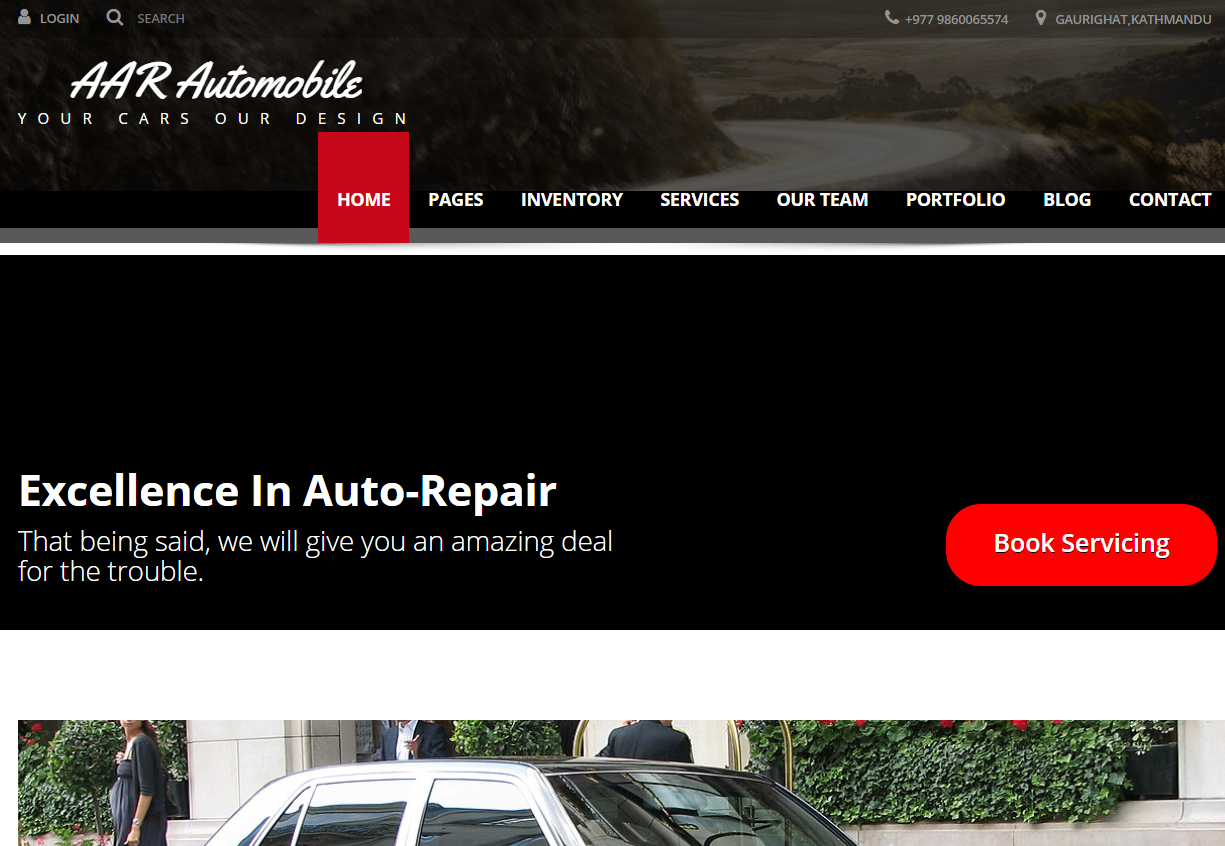 LOGIN SEARCH +977 9860065574 GAURIGHAT,KATHMANDU
AAR Automobile
YOUR CARS OUR DESIGN
HOME PAGES INVENTORY SERVICES OUR TEAM PORTFOLIO BLOG CONTACT
Excellence In Auto-Repair
That being said, we will give you an amazing deal
for the trouble.
Book Servicing